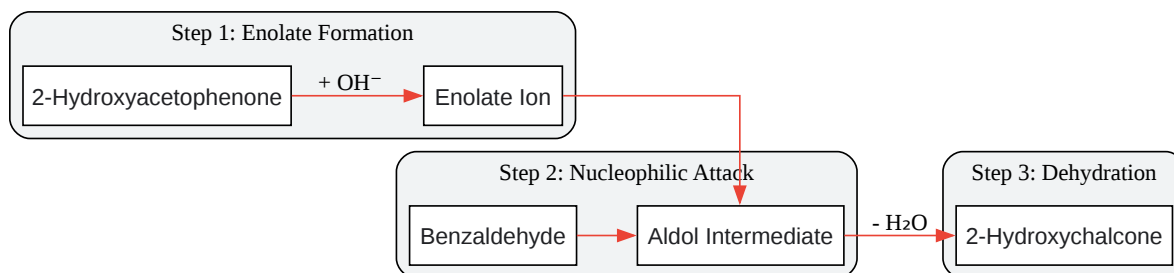 Step 1: Enolate Formation
2-Hydroxyacetophenone
+ OH⁻
Enolate Ion
Step 2: Nucleophilic Attack
Benzaldehyde
Aldol Intermediate
- H₂O
Step 3: Dehydration
2-Hydroxychalcone